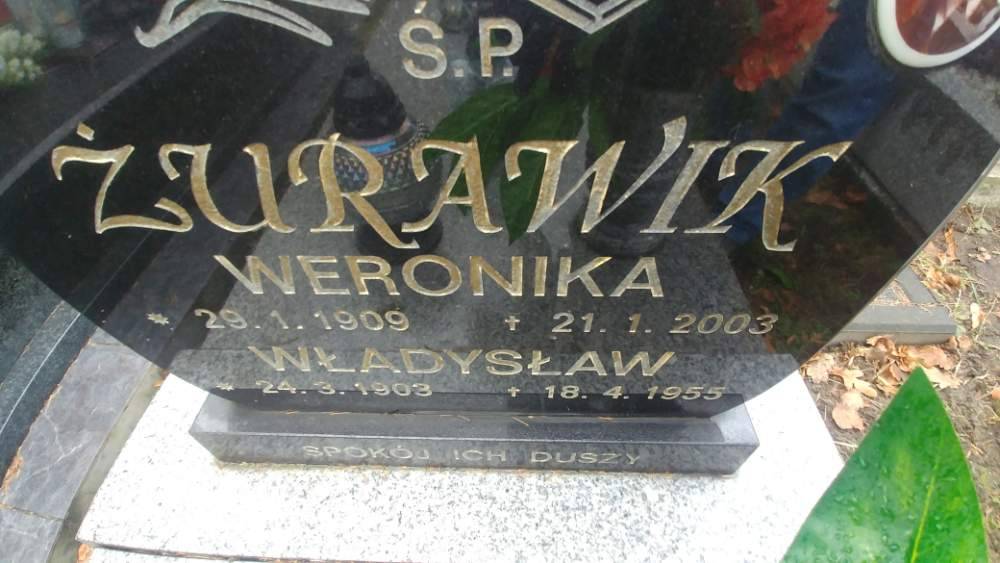 Ś.P.
ŻURAWIK
WERONIKA
* 29.1.1909 † 21.1.2003
WŁADYSŁAW
* 24.3.1903 † 18.4.1955
SPOKÓJ ICH DUSZY